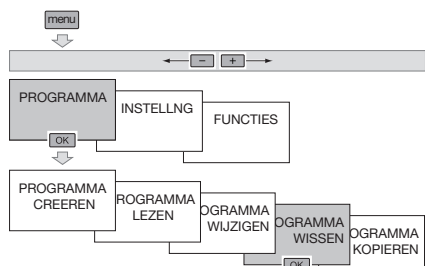 menu
− +
PROGRAMMA
INSTELLNG
FUNCTIES
OK
PROGRAMMA
CREEREN
ROGRAMMA
LEZEN
OGRAMMA
WIJZIGEN
OGRAMMA
WISSEN
OGRAMMA
KOPIEREN
OK